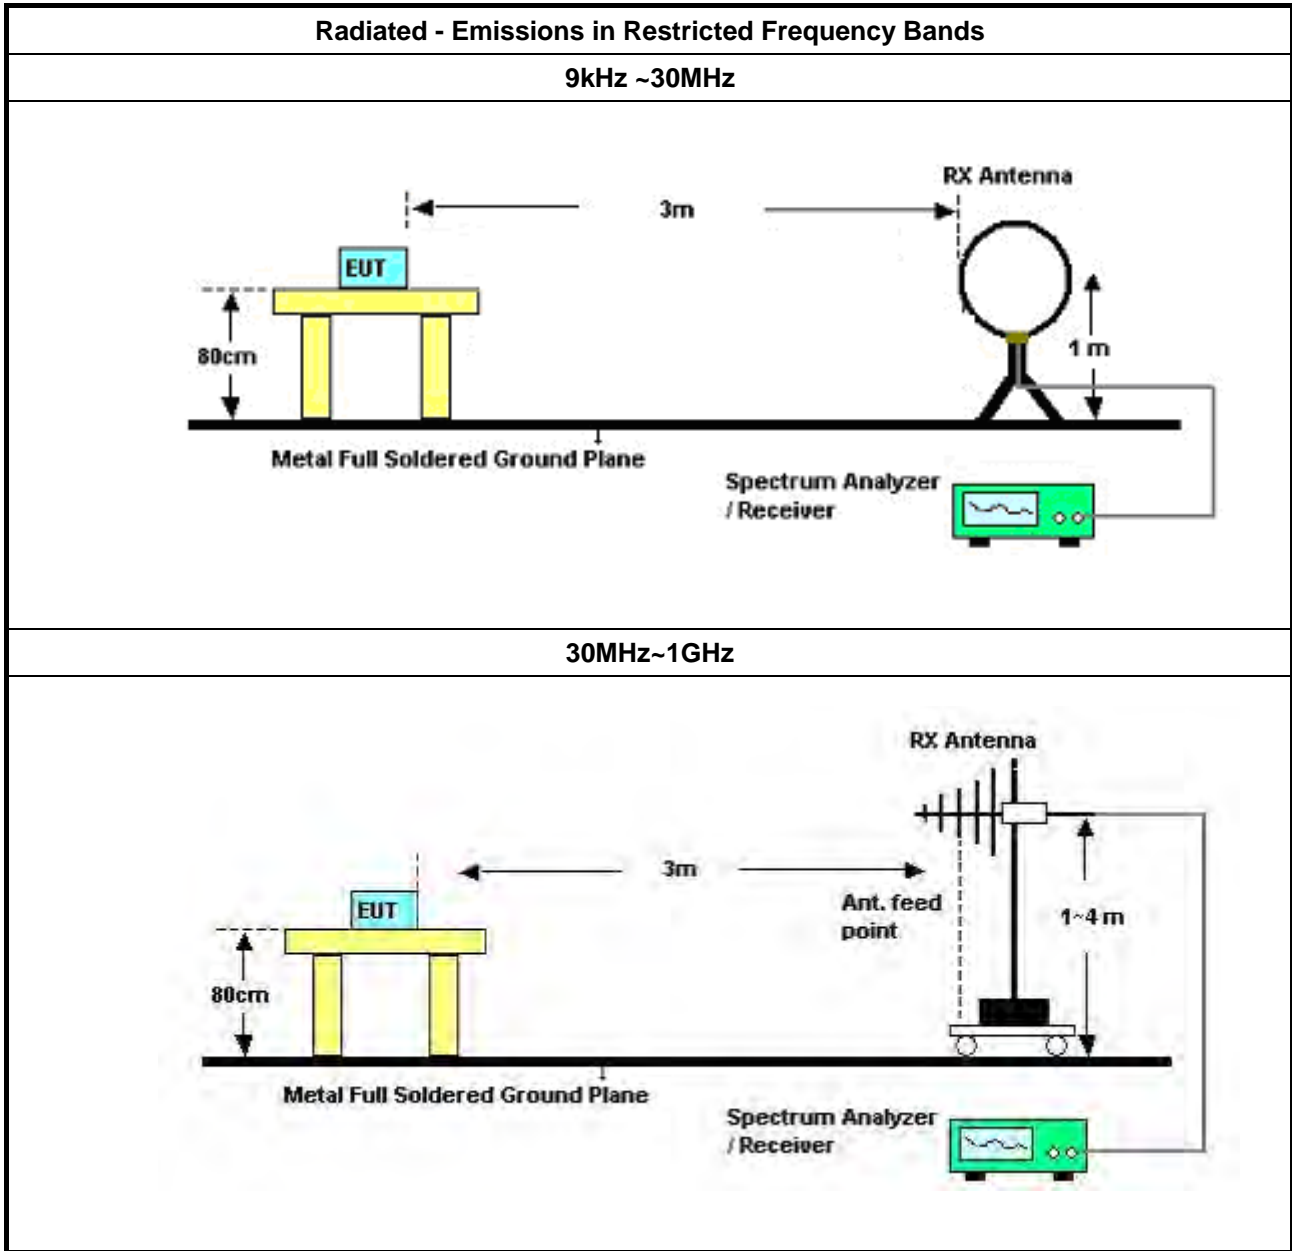 Radiated - Emissions in Restricted Frequency Bands
9kHz ~30MHz
RX Antenna
3m
EUT
80cm
1 m
Metal Full Soldered Ground Plane
Spectrum Analyzer
/ Receiver
30MHz~1GHz
RX Antenna
3m
Ant. feed
point
1~4 m
EUT
80cm
Metal Full Soldered Ground Plane
Spectrum Analyzer
/ Receiver